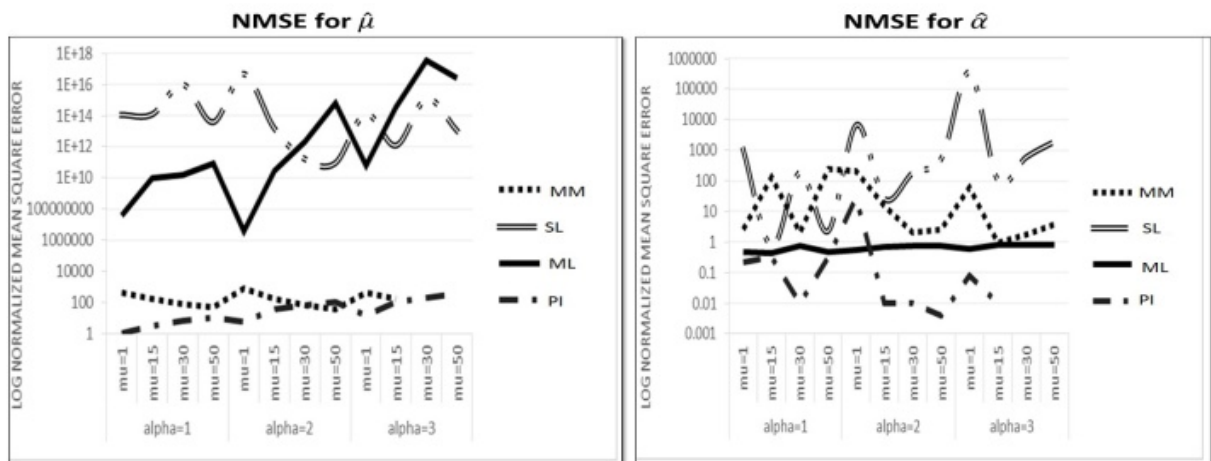 NMSE for μ̂
LOG NORMALIZED MEAN SQUARE ERROR
1E+18
1E+16
1E+14
1E+12
1E+10
100000000
1000000
10000
100
1
mu=1
mu=15
mu=30
mu=50
mu=1
mu=15
mu=30
mu=50
mu=1
mu=15
mu=30
mu=50
alpha=1
alpha=2
alpha=3
MM
SL
ML
PI
NMSE for α̂
LOG NORMALIZED MEAN SQUARE ERROR
1000000
100000
10000
1000
100
10
1
0.1
0.01
0.001
mu=1
mu=15
mu=30
mu=50
mu=1
mu=15
mu=30
mu=50
mu=1
mu=15
mu=30
mu=50
alpha=1
alpha=2
alpha=3
MM
SL
ML
PI